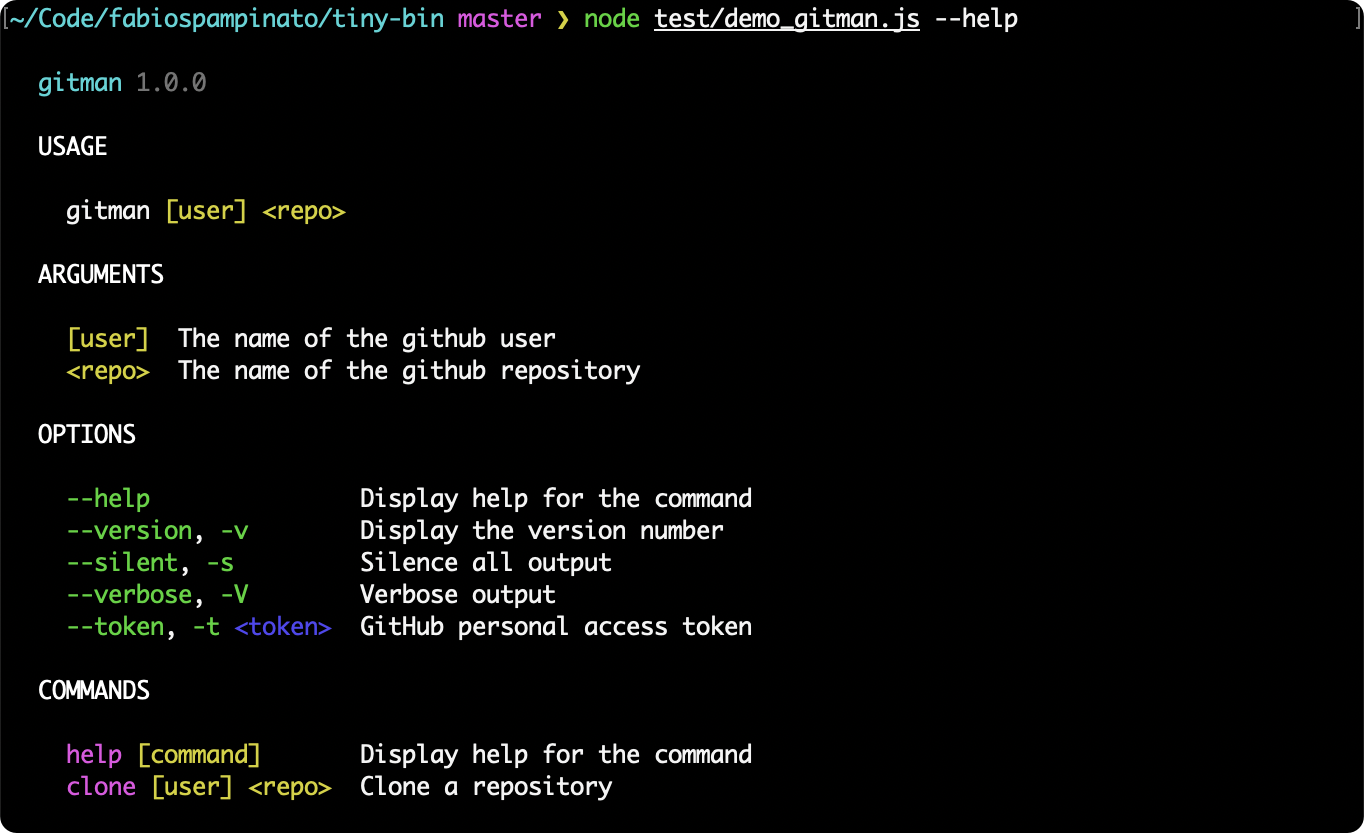 [~/Code/fabiospampinato/tiny-bin master ❯ node test/demo_gitman.js --help ]
gitman 1.0.0
USAGE
gitman [user] <repo>
ARGUMENTS
[user]  The name of the github user
<repo>  The name of the github repository
OPTIONS
--help               Display help for the command
--version, -v        Display the version number
--silent, -s         Silence all output
--verbose, -V        Verbose output
--token, -t <token>  GitHub personal access token
COMMANDS
help [command]       Display help for the command
clone [user] <repo>  Clone a repository